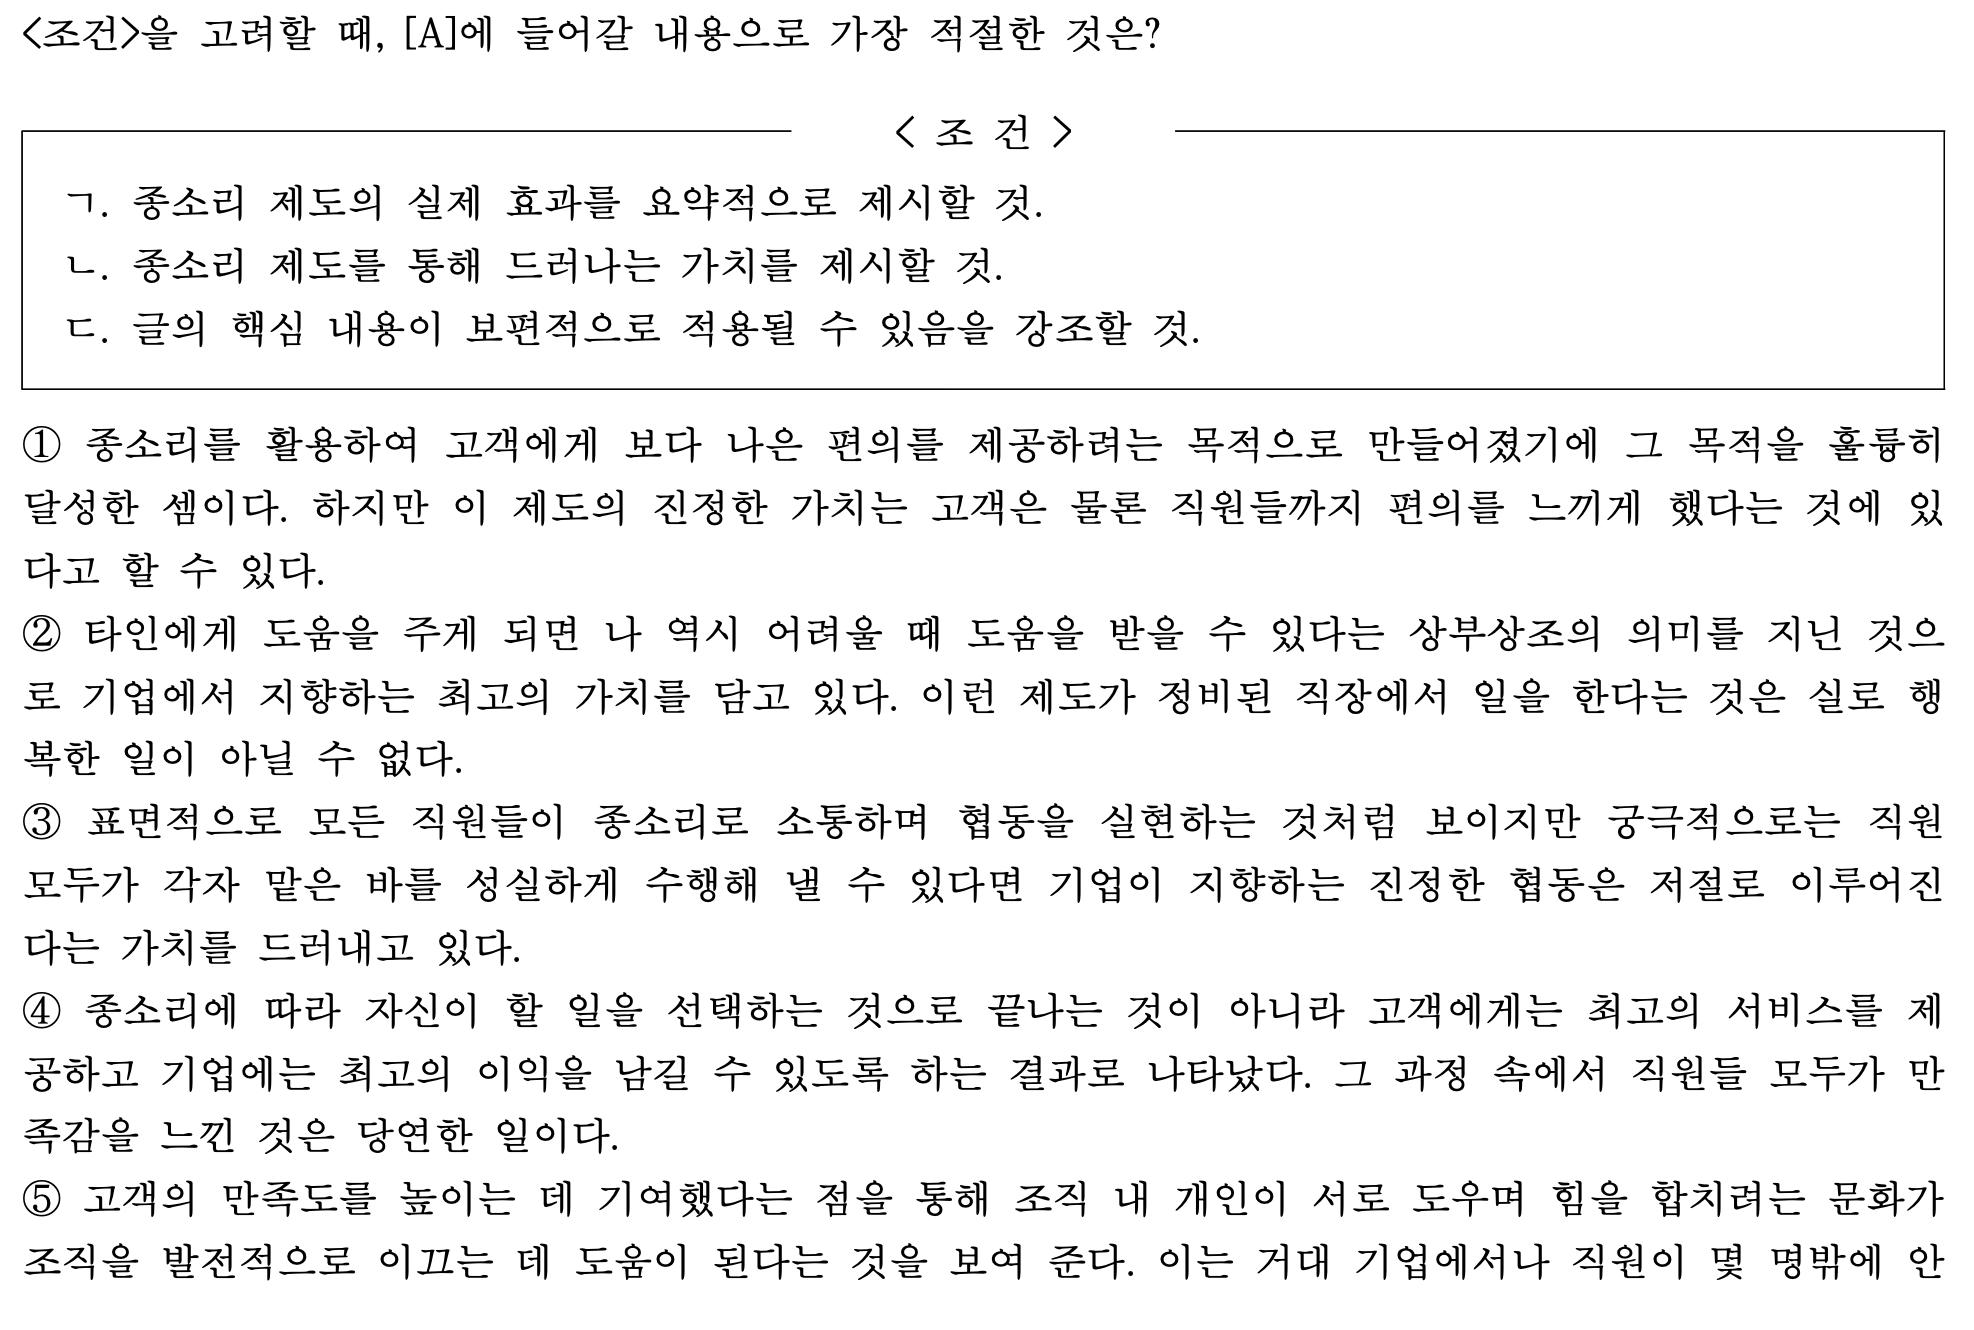 <조건>을 고려할 때, [A]에 들어갈 내용으로 가장 적절한 것은?
< 조 건 >
ㄱ. 종소리 제도의 실제 효과를 요약적으로 제시할 것.
ㄴ. 종소리 제도를 통해 드러나는 가치를 제시할 것.
ㄷ. 글의 핵심 내용이 보편적으로 적용될 수 있음을 강조할 것.
① 종소리를 활용하여 고객에게 보다 나은 편의를 제공하려는 목적으로 만들어졌기에 그 목적을 훌륭히
달성한 셈이다. 하지만 이 제도의 진정한 가치는 고객은 물론 직원들까지 편의를 느끼게 했다는 것에 있
다고 할 수 있다.
② 타인에게 도움을 주게 되면 나 역시 어려울 때 도움을 받을 수 있다는 상부상조의 의미를 지닌 것으
로 기업에서 지향하는 최고의 가치를 담고 있다. 이런 제도가 정비된 직장에서 일을 한다는 것은 실로 행
복한 일이 아닐 수 없다.
③ 표면적으로 모든 직원들이 종소리로 소통하며 협동을 실현하는 것처럼 보이지만 궁극적으로는 직원
모두가 각자 맡은 바를 성실하게 수행해 낼 수 있다면 기업이 지향하는 진정한 협동은 저절로 이루어진
다는 가치를 드러내고 있다.
④ 종소리에 따라 자신이 할 일을 선택하는 것으로 끝나는 것이 아니라 고객에게는 최고의 서비스를 제
공하고 기업에는 최고의 이익을 남길 수 있도록 하는 결과로 나타났다. 그 과정 속에서 직원들 모두가 만
족감을 느낀 것은 당연한 일이다.
⑤ 고객의 만족도를 높이는 데 기여했다는 점을 통해 조직 내 개인이 서로 도우며 힘을 합치려는 문화가
조직을 발전적으로 이끄는 데 도움이 된다는 것을 보여 준다. 이는 거대 기업에서나 직원이 몇 명밖에 안